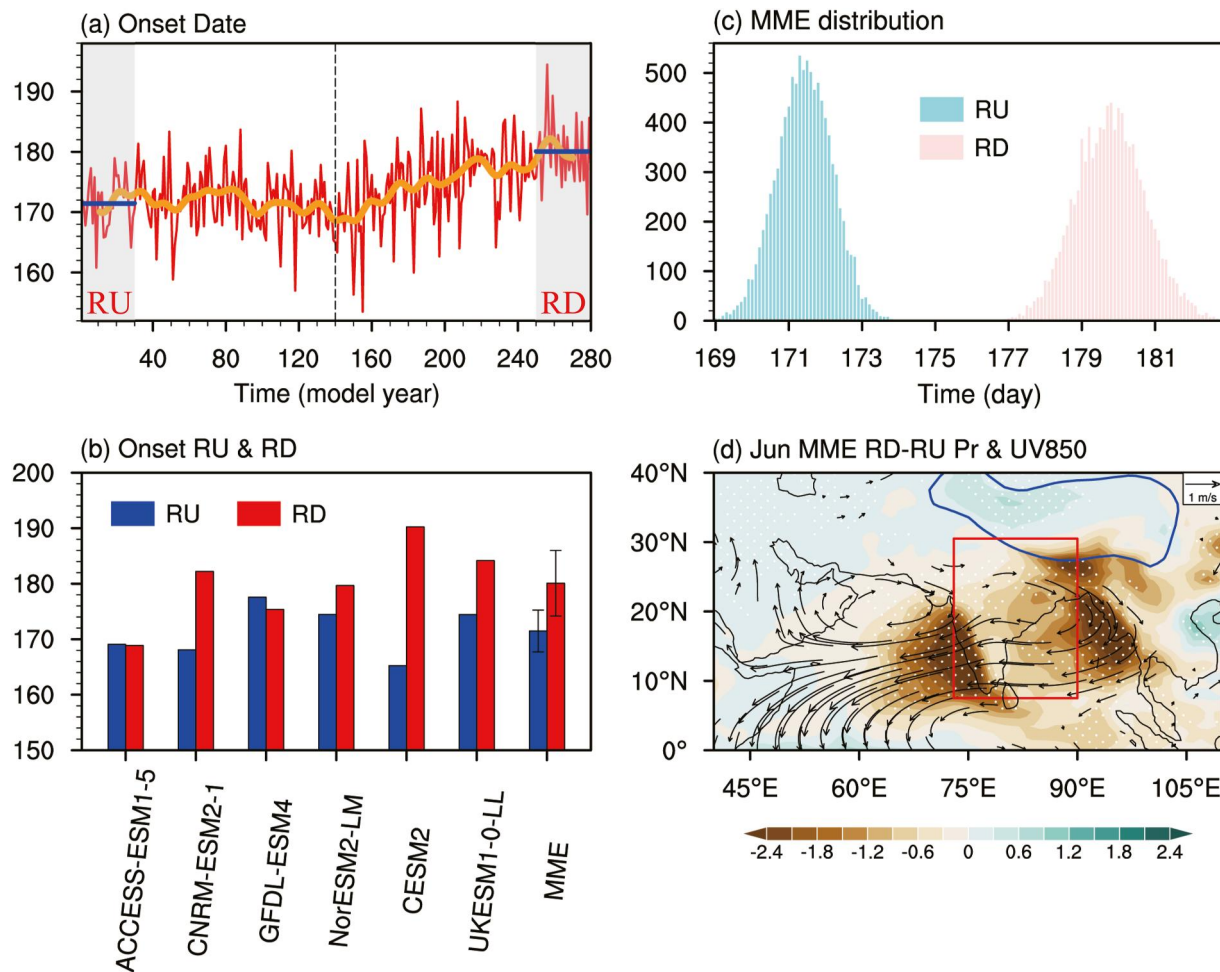 (a) Onset Date
190
180
170
160
RU
RD
40 80 120 160 200 240 280
Time (model year)
(c) MME distribution
500
400
300
200
100
0
RU
RD
169 171 173 175 177 179 181
Time (day)
(b) Onset RU & RD
200
190
180
170
160
150
RU RD
ACCESS-ESM1-5
CNRM-ESM2-1
GFDL-ESM4
NorESM2-LM
CESM2
UKESM1-0-LL
MME
(d) Jun MME RD-RU Pr & UV850
40°N
30°N
20°N
10°N
0°
1 m/s
45°E 60°E 75°E 90°E 105°E
-2.4 -1.8 -1.2 -0.6 0 0.6 1.2 1.8 2.4